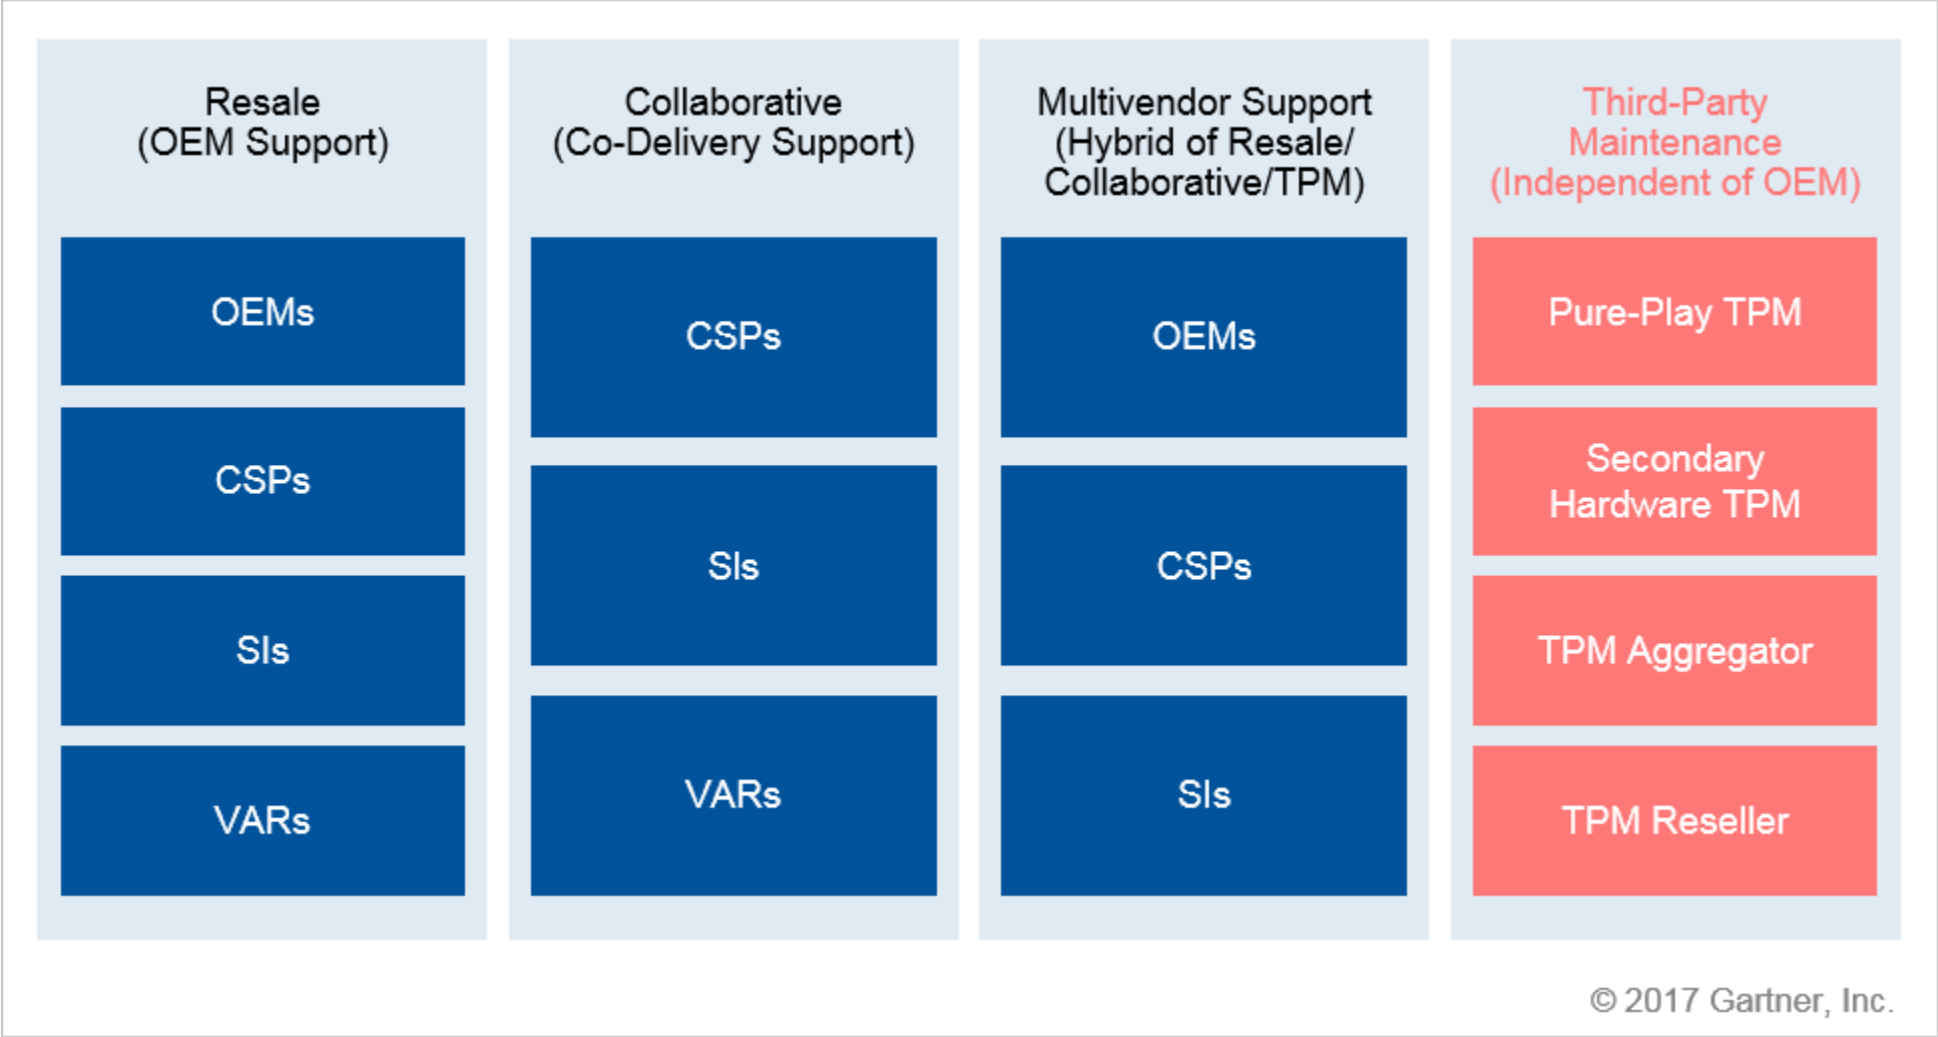 Resale
(OEM Support)
OEMs
CSPs
SIs
VARs
Collaborative
(Co-Delivery Support)
CSPs
SIs
VARs
Multivendor Support
(Hybrid of Resale/
Collaborative/TPM)
OEMs
CSPs
SIs
Third-Party
Maintenance
(Independent of OEM)
Pure-Play TPM
Secondary
Hardware TPM
TPM Aggregator
TPM Reseller
© 2017 Gartner, Inc.